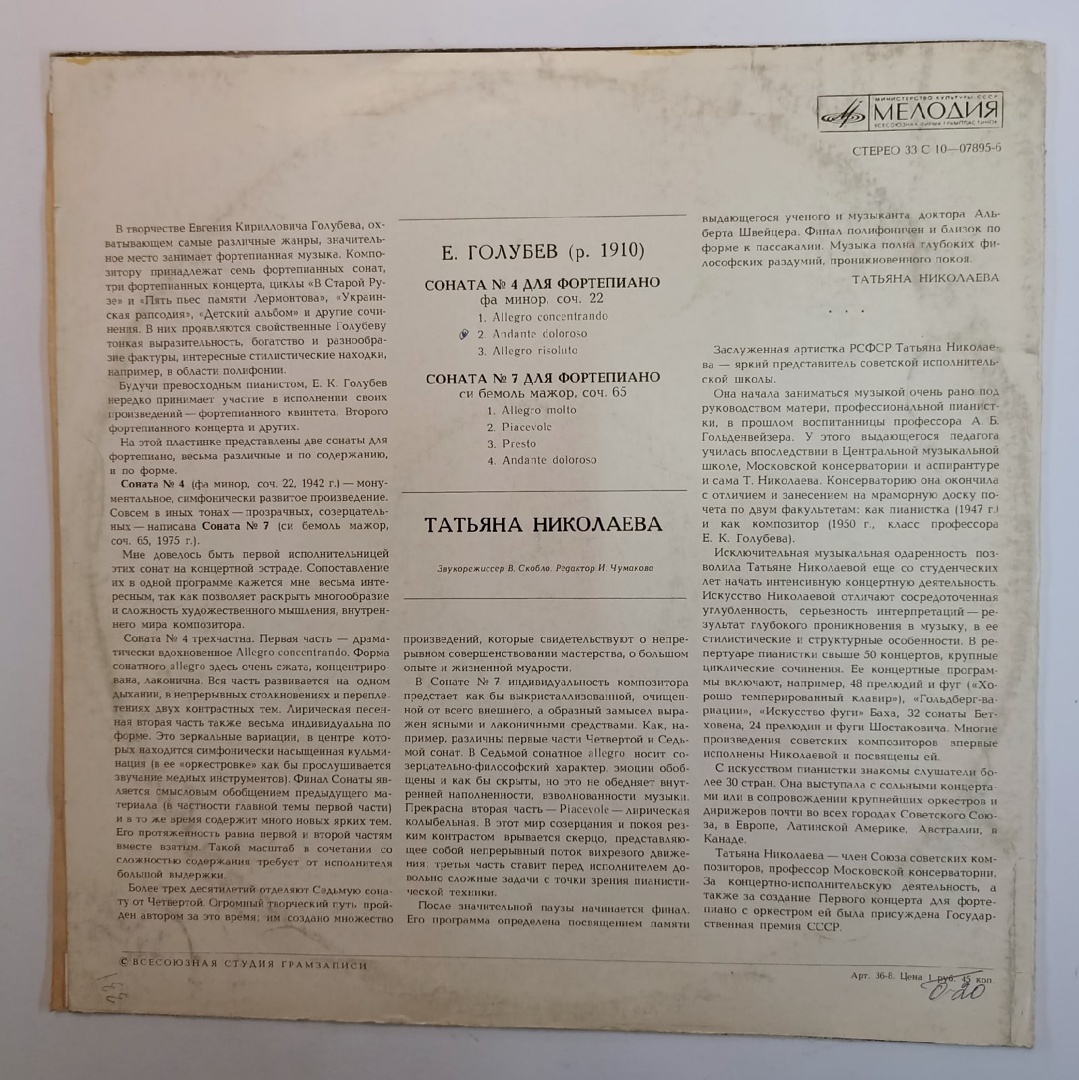 МИНИСТЕРСТВО КУЛЬТУРЫ СССР
МЕЛОДИЯ
ВСЕСОЮЗНАЯ ФИРМА ГРАМПЛАСТИНОК
СТЕРЕО 33 С 10—07895-6
В творчестве Евгения Кирилловича Голубева, ох-
ватывающем самые различные жанры, значитель-
ное место занимает фортепианная музыка. Компо-
зитору принадлежат семь фортепианных сонат,
три фортепианных концерта, циклы «В Старой Ру-
зе» и «Пять пьес памяти Лермонтова», «Украин-
ская рапсодия», «Детский альбом» и другие сочи-
нения. В них проявляются свойственные Голубеву
тонкая выразительность, богатство и разнообра-
зие фактуры, интересные стилистические находки,
например, в области полифонии.
Будучи превосходным пианистом, Е. К. Голубев
нередко принимает участие в исполнении своих
произведений — фортепианного квинтета, Второго
фортепианного концерта и других.
На этой пластинке представлены две сонаты для
фортепиано, весьма различные и по содержанию,
и по форме.
Соната № 4 (фа минор, соч. 22, 1942 г.) — мону-
ментальное, симфонически развитое произведение.
Совсем в иных тонах — прозрачных, созерцатель-
ных — написана Соната № 7 (си бемоль мажор,
соч. 65, 1975 г.).
Мне довелось быть первой исполнительницей
этих сонат на концертной эстраде. Сопоставление
их в одной программе кажется мне весьма инте-
ресным, так как позволяет раскрыть многообразие
и сложность художественного мышления, внутрен-
него мира композитора.
Соната № 4 трехчастна. Первая часть — драма-
тически вдохновенное Allegro concentrando. Форма
сонатного allegro здесь очень сжата, концентриро-
вана, лаконична. Вся часть развивается на одном
дыхании, в непрерывных столкновениях и перепле-
тениях двух контрастных тем. Лирическая песен-
ная вторая часть также весьма индивидуальна по
форме. Это зеркальные вариации, в центре кото-
рых находится симфонически насыщенная кульми-
нация (в ее «оркестровке» как бы прослушивается
звучание медных инструментов). Финал Сонаты яв-
ляется смысловым обобщением предыдущего ма-
териала (в частности главной темы первой части)
и в то же время содержит много новых ярких тем.
Его протяженность равна первой и второй частям
вместе взятым. Такой масштаб в сочетании со
сложностью содержания требует от исполнителя
большой выдержки.
Более трех десятилетий отделяют Седьмую сона-
ту от Четвертой. Огромный творческий путь прой-
ден автором за это время; им создано множество
Е. ГОЛУБЕВ (р. 1910)
СОНАТА № 4 ДЛЯ ФОРТЕПИАНО
фа минор, соч. 22
1. Allegro concentrando
2. Andante doloroso
3. Allegro risoluto
СОНАТА № 7 ДЛЯ ФОРТЕПИАНО
си бемоль мажор, соч. 65
1. Allegro molto
2. Piacevole
3. Presto
4. Andante doloroso
ТАТЬЯНА НИКОЛАЕВА
Звукорежиссер В. Скобло. Редактор И. Чумакова
произведений, которые свидетельствуют о непре-
рывном совершенствовании мастерства, о большом
опыте и жизненной мудрости.
В Сонате № 7 индивидуальность композитора
предстает как бы выкристаллизованной, очищен-
ной от всего внешнего, а образный замысел выра-
жен ясными и лаконичными средствами. Как, на-
пример, различны первые части Четвертой и Седь-
мой сонат. В Седьмой сонатное allegro носит со-
зерцательно-философский характер, эмоции обоб-
щены и как бы скрыты, но это не обедняет внут-
ренней наполненности, взволнованности музыки.
Прекрасна вторая часть — Piacevole — лирическая
колыбельная. В этот мир созерцания и покоя рез-
ким контрастом врывается скерцо, представляю-
щее собой непрерывный поток вихревого движе-
ния: третья часть ставит перед исполнителем до-
вольно сложные задачи с точки зрения пианисти-
ческой техники.
После значительной паузы начинается финал.
Его программа определена посвящением памяти
выдающегося ученого и музыканта доктора Аль-
берта Швейцера. Финал полифоничен и близок по
форме к пассакалии. Музыка полна глубоких фи-
лософских раздумий, проникновенного покоя.
ТАТЬЯНА НИКОЛАЕВА
. . .
Заслуженная артистка РСФСР Татьяна Николае-
ва — яркий представитель советской исполнитель-
ской школы.
Она начала заниматься музыкой очень рано под
руководством матери, профессиональной пианист-
ки, в прошлом воспитанницы профессора А. Б.
Гольденвейзера. У этого выдающегося педагога
училась впоследствии в Центральной музыкальной
школе, Московской консерватории и аспирантуре
и сама Т. Николаева. Консерваторию она окончила
с отличием и занесением на мраморную доску по-
чета по двум факультетам: как пианистка (1947 г.)
и как композитор (1950 г., класс профессора
Е. К. Голубева).
Исключительная музыкальная одаренность поз-
волила Татьяне Николаевой еще со студенческих
лет начать интенсивную концертную деятельность.
Искусство Николаевой отличают сосредоточенная
углубленность, серьезность интерпретаций — ре-
зультат глубокого проникновения в музыку, в ее
стилистические и структурные особенности. В ре-
пертуаре пианистки свыше 50 концертов, крупные
циклические сочинения. Ее концертные програм-
мы включают, например, 48 прелюдий и фуг («Хо-
рошо темперированный клавир»), «Гольдберг-ва-
риации», «Искусство фуги» Баха, 32 сонаты Бет-
ховена, 24 прелюдии и фуги Шостаковича. Многие
произведения советских композиторов впервые
исполнены Николаевой и посвящены ей.
С искусством пианистки знакомы слушатели бо-
лее 30 стран. Она выступала с сольными концерта-
ми или в сопровождении крупнейших оркестров и
дирижеров почти во всех городах Советского Сою-
за, в Европе, Латинской Америке, Австралии, в
Канаде.
Татьяна Николаева — член Союза советских ком-
позиторов, профессор Московской консерватории.
За концертно-исполнительскую деятельность, а
также за создание Первого концерта для форте-
пиано с оркестром ей была присуждена Государ-
ственная премия СССР.
© ВСЕСОЮЗНАЯ СТУДИЯ ГРАМЗАПИСИ
Арт. 36-8. Цена 1 руб. 45 коп.
0-20